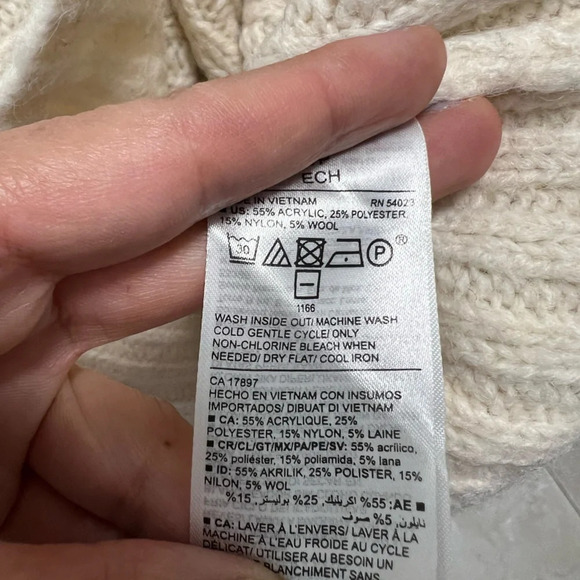 ECH
IN VIETNAM RN 54023
US: 55% ACRYLIC, 25% POLYESTER,
15% NYLON, 5% WOOL
30 P ®
1166
WASH INSIDE OUT/ MACHINE WASH
COLD GENTLE CYCLE/ ONLY
NON-CHLORINE BLEACH WHEN
NEEDED/ DRY FLAT/ COOL IRON
CA 17897
HECHO EN VIETNAM CON INSUMOS
IMPORTADOS/ DIBUAT DI VIETNAM
■ CA: 55% ACRYLIQUE, 25%
POLYESTER, 15% NYLON, 5% LAINE
■ CR/CL/GT/MX/PA/PE/SV: 55% acrílico,
25% poliéster, 15% poliamida, 5% lana
■ ID: 55% AKRILIK, 25% POLISTER, 15%
NILON, 5% WOL
■ AE: 55% اكريليك, 25% بوليستر, 15%
نايلون, 5% صوف
■ CA: LAVER À L'ENVERS/ LAVER À LA
MACHINE À L'EAU FROIDE AU CYCLE
DÉLICAT/ UTILISER AU BESOIN UN
BLANCHIMENT SANS